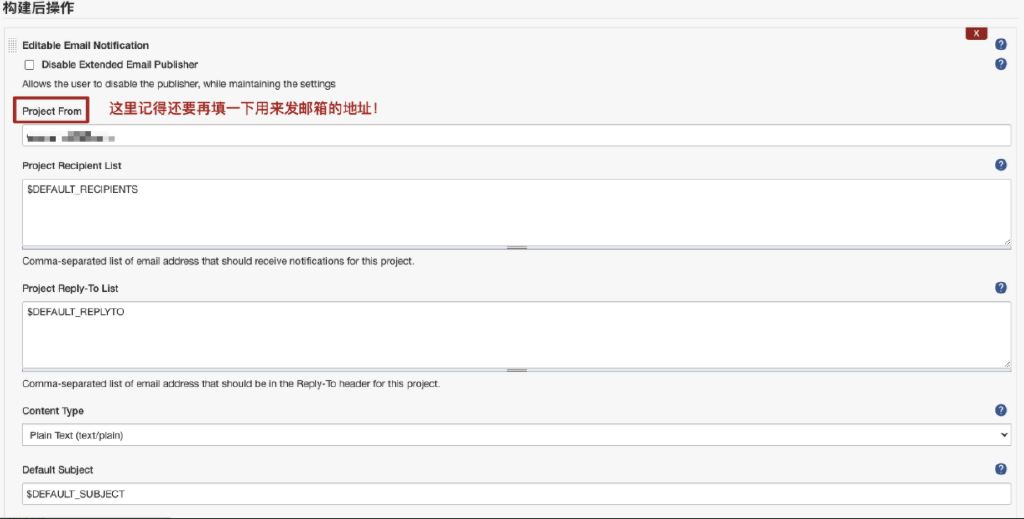 构建后操作
X
Editable Email Notification
Disable Extended Email Publisher
Allows the user to disable the publisher, while maintaining the settings
Project From 这里记得还要再填一下用来发邮箱的地址!
Project Recipient List
$DEFAULT_RECIPIENTS
Comma-separated list of email address that should receive notifications for this project.
Project Reply-To List
$DEFAULT_REPLYTO
Comma-separated list of email address that should be in the Reply-To header for this project.
Content Type
Plain Text (text/plain)
Default Subject
$DEFAULT_SUBJECT